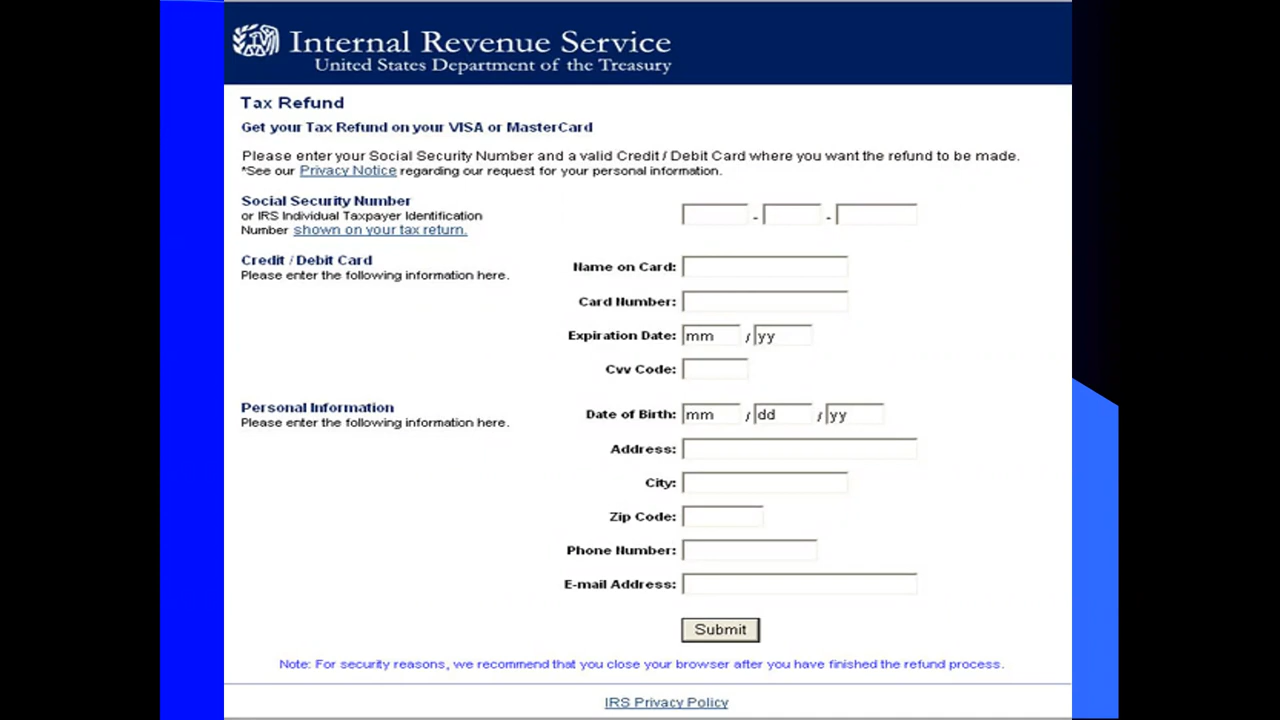 Internal Revenue Service
United States Department of the Treasury
Tax Refund
Get your Tax Refund on your VISA or MasterCard
Please enter your Social Security Number and a valid Credit / Debit Card where you want the refund to be made.
*See our Privacy Notice regarding our request for your personal information.
Social Security Number
or IRS Individual Taxpayer Identification
Number shown on your tax return.
- -
Credit / Debit Card
Please enter the following information here.
Name on Card:
Card Number:
Expiration Date: mm / yy
Cvv Code:
Personal Information
Please enter the following information here.
Date of Birth: mm / dd / yy
Address:
City:
Zip Code:
Phone Number:
E-mail Address:
Submit
Note: For security reasons, we recommend that you close your browser after you have finished the refund process.
IRS Privacy Policy